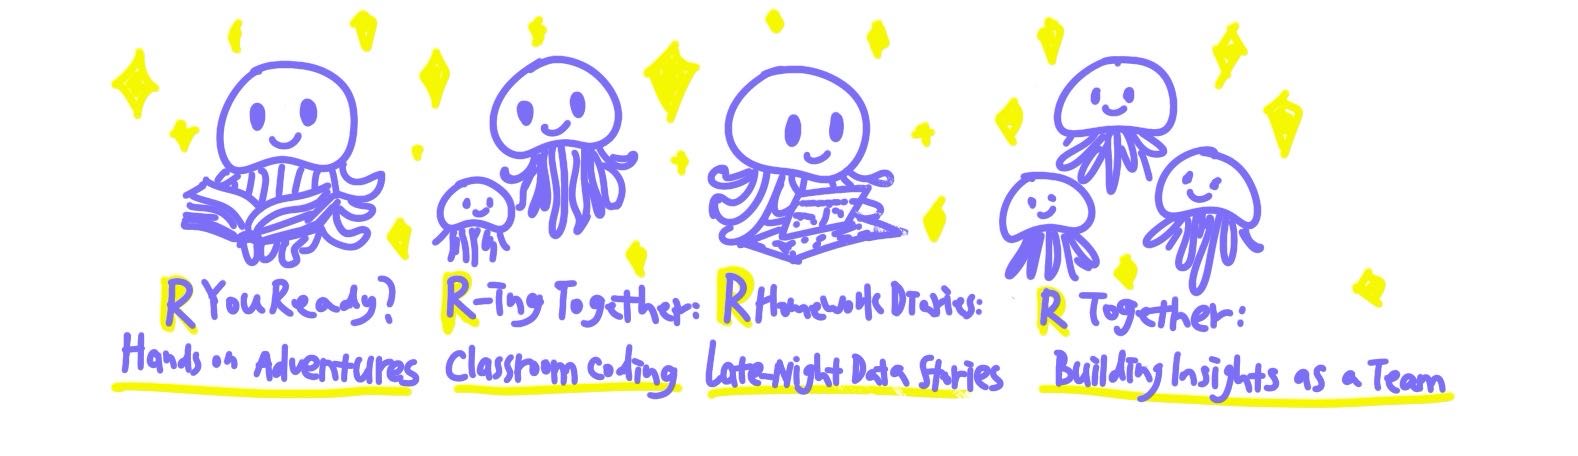 R You Ready?
Hands on Adventures
R-ing Together:
Classroom coding
R Homework Diaries:
Late-Night Data Stories
R Together:
Building Insights as a Team